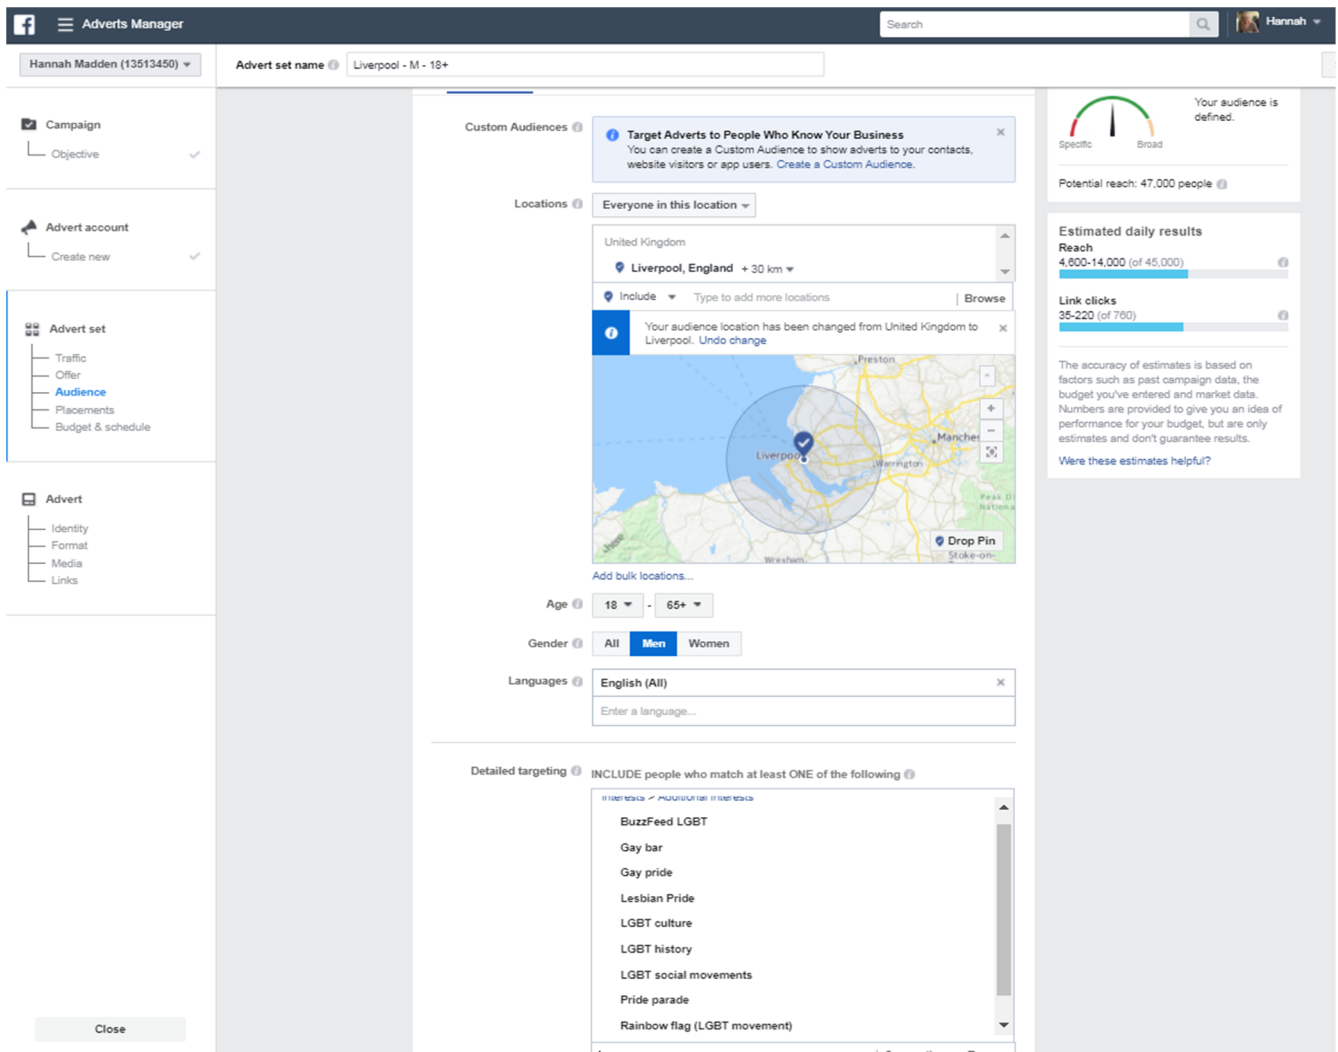 Adverts Manager
Search
Hannah
Hannah Madden (13513450)
Advert set name
Liverpool - M - 18+
Campaign
Objective
Advert account
Create new
Advert set
Traffic
Offer
Audience
Placements
Budget & schedule
Advert
Identity
Format
Media
Links
Close
Custom Audiences
Target Adverts to People Who Know Your Business
You can create a Custom Audience to show adverts to your contacts,
website visitors or app users. Create a Custom Audience.
Locations
Everyone in this location
United Kingdom
Liverpool, England + 30 km
Include
Type to add more locations
Browse
Your audience location has been changed from United Kingdom to
Liverpool. Undo change
Preston
Manches
Liverpoo
Warrington
Peak Di
Nationa
Wrexham
Drop Pin
Stoke-on-
Add bulk locations...
Age
18 - 65+
Gender
All Men Women
Languages
English (All)
Enter a language...
Detailed targeting
INCLUDE people who match at least ONE of the following
Interests > Additional Interests
BuzzFeed LGBT
Gay bar
Gay pride
Lesbian Pride
LGBT culture
LGBT history
LGBT social movements
Pride parade
Rainbow flag (LGBT movement)
Your audience is
defined.
Specific
Broad
Potential reach: 47,000 people
Estimated daily results
Reach
4,600-14,000 (of 45,000)
Link clicks
35-220 (of 760)
The accuracy of estimates is based on
factors such as past campaign data, the
budget you've entered and market data.
Numbers are provided to give you an idea of
performance for your budget, but are only
estimates and don't guarantee results.
Were these estimates helpful?